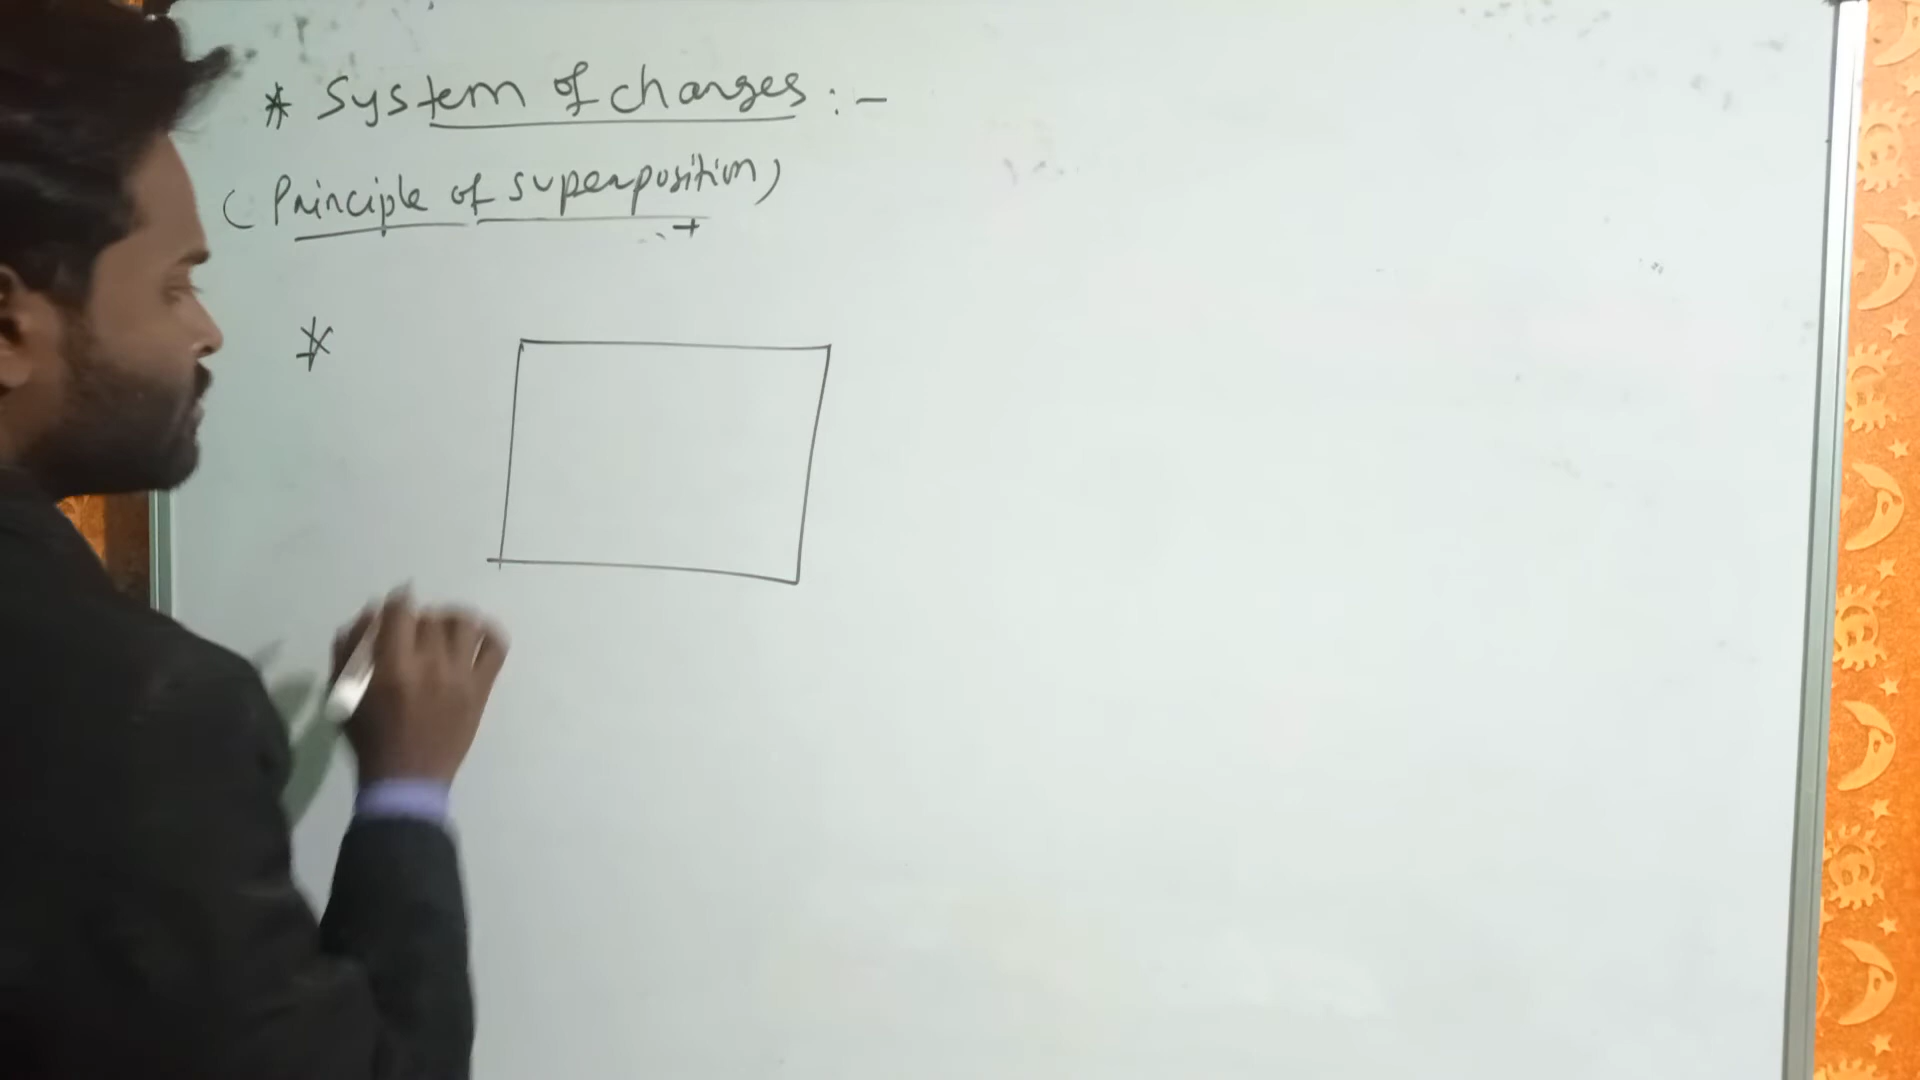 * System of charges :-
(Principle of superposition)
*